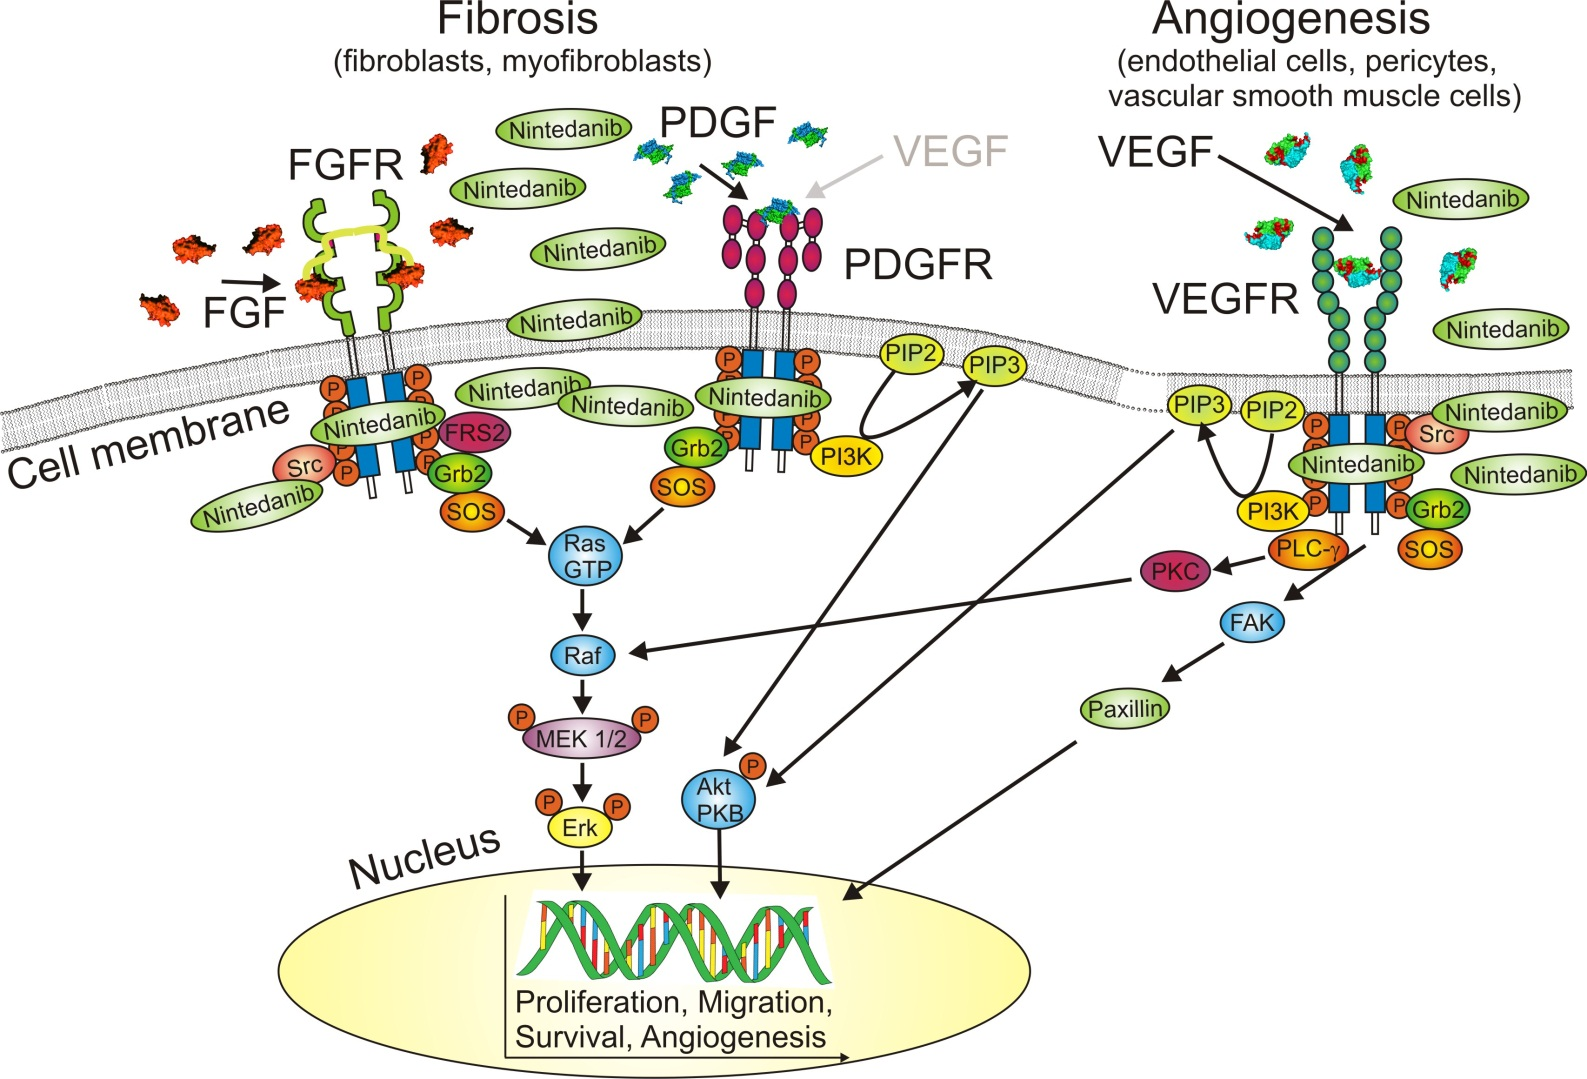 Fibrosis
(fibroblasts, myofibroblasts)
Angiogenesis
(endothelial cells, pericytes,
vascular smooth muscle cells)
Nintedanib
PDGF
VEGF
VEGF
FGFR
Nintedanib
Nintedanib
Nintedanib
PDGFR
FGF
VEGFR
Nintedanib
Nintedanib
PIP2
PIP3
Cell membrane
Nintedanib
Nintedanib
Nintedanib
Nintedanib
P
P
P
P
P
P
P
P
P
P
P
FRS2
Src
Grb2
SOS
Nintedanib
Grb2
SOS
PI3K
PIP3
PIP2
P
P
P
P
P
Nintedanib
Src
Nintedanib
Nintedanib
PI3K
Grb2
PLC-γ
SOS
Ras
GTP
PKC
FAK
Raf
Paxillin
P
P
MEK 1/2
P
Akt
PKB
P
P
Erk
Nucleus
Proliferation, Migration,
Survival, Angiogenesis